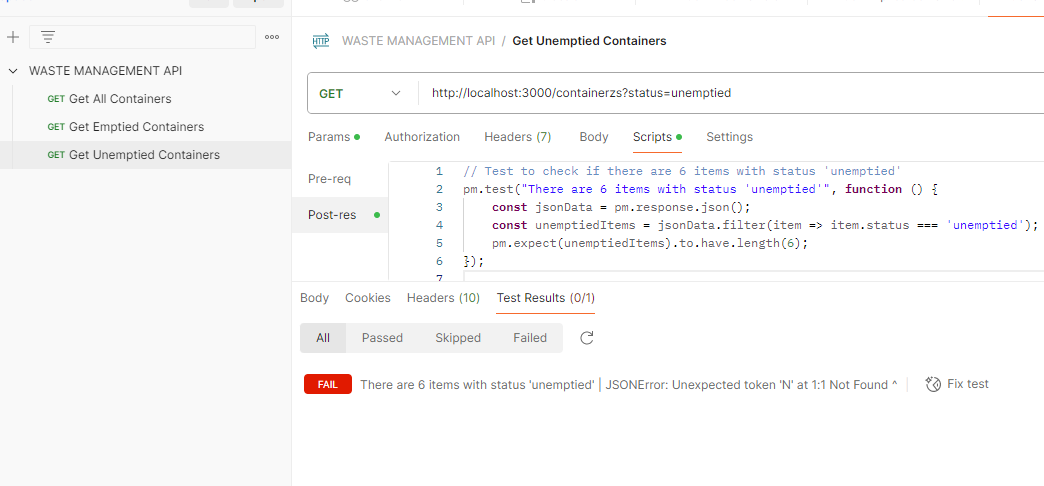 HTTP WASTE MANAGEMENT API / Get Unemptied Containers
WASTE MANAGEMENT API
GET Get All Containers
GET Get Emptied Containers
GET Get Unemptied Containers
GET http://localhost:3000/containerzs?status=unemptied
Params Authorization Headers (7) Body Scripts Settings
Pre-req
Post-res
1 // Test to check if there are 6 items with status 'unemptied'
2 pm.test("There are 6 items with status 'unemptied'", function () {
3 const jsonData = pm.response.json();
4 const unemptiedItems = jsonData.filter(item => item.status === 'unemptied');
5 pm.expect(unemptiedItems).to.have.length(6);
6 });
7
Body Cookies Headers (10) Test Results (0/1)
All Passed Skipped Failed
FAIL There are 6 items with status 'unemptied' | JSONError: Unexpected token 'N' at 1:1 Not Found ^ Fix test